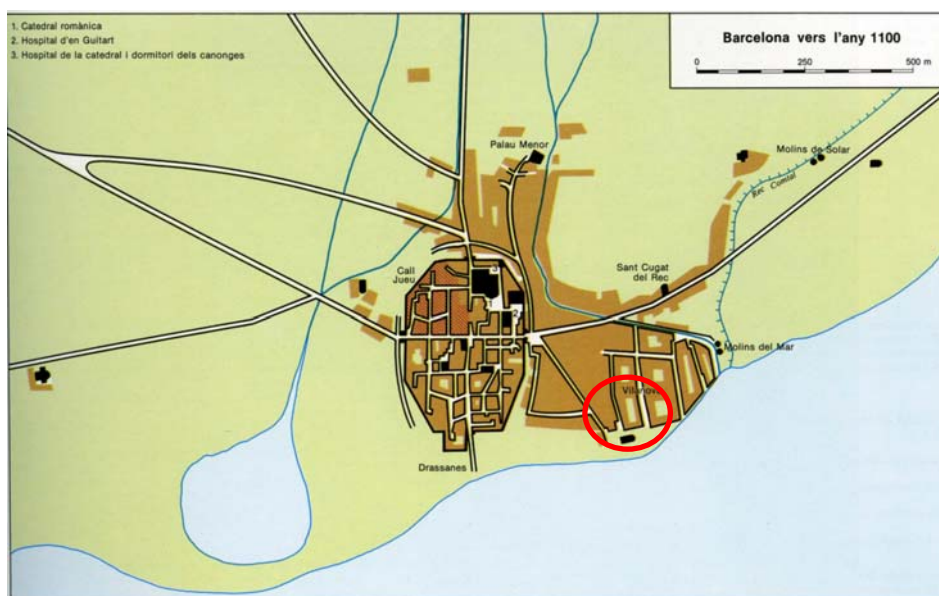 1. Catedral romànica
2. Hospital d'en Guitart
3. Hospital de la catedral i dormitori dels canonges
Barcelona vers l'any 1100
0 250 500 m
Palau Menor
Molins de Solar
Rec Comtal
Call
Jueu
3
Sant Cugat
del Rec
1
2
Molins del Mar
Vilanova
Drassanes